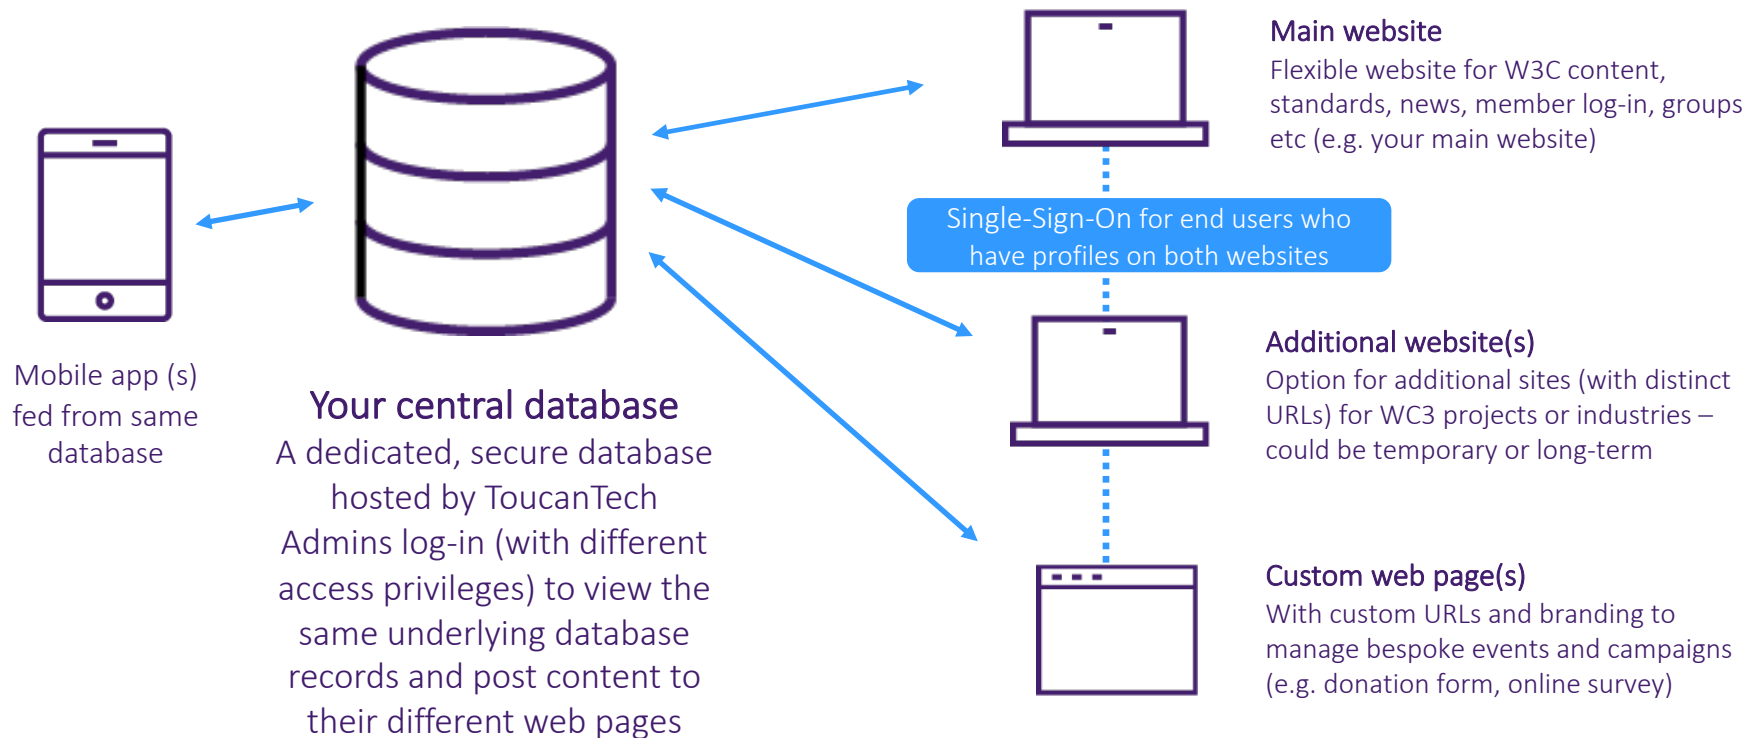 Mobile app (s)
fed from same
database
Your central database
A dedicated, secure database
hosted by ToucanTech
Admins log-in (with different
access privileges) to view the
same underlying database
records and post content to
their different web pages
Main website
Flexible website for W3C content,
standards, news, member log-in, groups
etc (e.g. your main website)
Single-Sign-On for end users who
have profiles on both websites
Additional website(s)
Option for additional sites (with distinct
URLs) for WC3 projects or industries –
could be temporary or long-term
Custom web page(s)
With custom URLs and branding to
manage bespoke events and campaigns
(e.g. donation form, online survey)